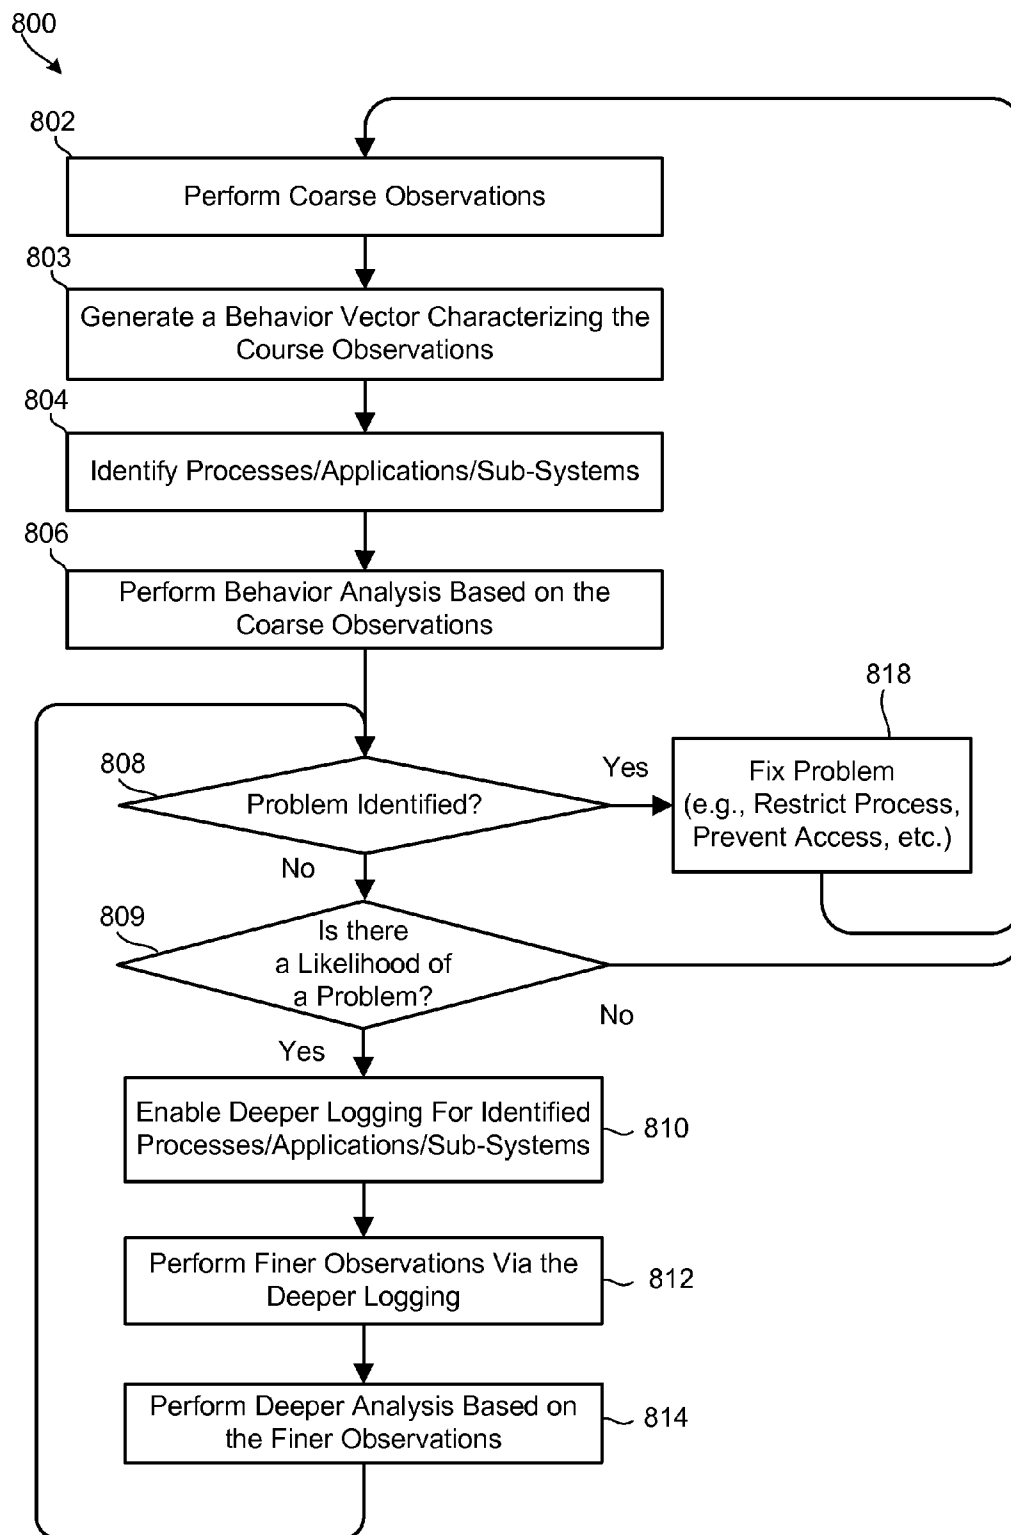 800
802
Perform Coarse Observations
803
Generate a Behavior Vector Characterizing the
Course Observations
804
Identify Processes/Applications/Sub-Systems
806
Perform Behavior Analysis Based on the
Coarse Observations
818
808
Problem Identified?
Yes
Fix Problem
(e.g., Restrict Process,
Prevent Access, etc.)
No
809
Is there
a Likelihood of
a Problem?
No
Yes
Enable Deeper Logging For Identified
Processes/Applications/Sub-Systems
810
Perform Finer Observations Via the
Deeper Logging
812
Perform Deeper Analysis Based on
the Finer Observations
814